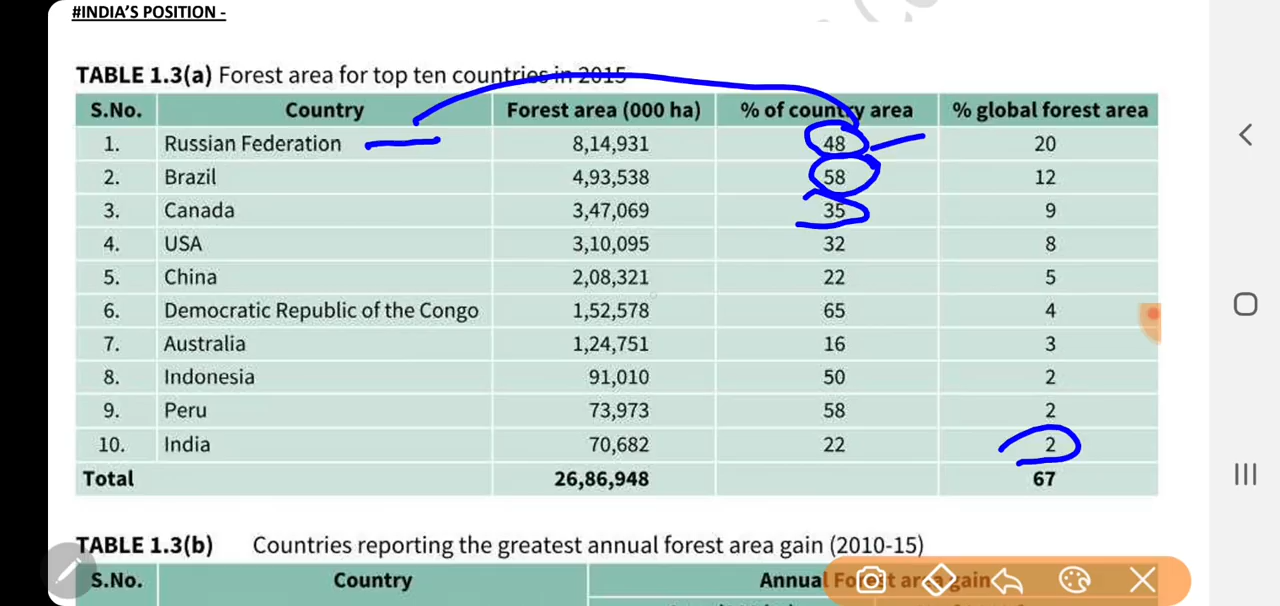 #INDIA'S POSITION -
TABLE 1.3(a) Forest area for top ten countries in 2015
S.No. Country Forest area (000 ha) % of country area % global forest area
1. Russian Federation 8,14,931 48 20
2. Brazil 4,93,538 58 12
3. Canada 3,47,069 35 9
4. USA 3,10,095 32 8
5. China 2,08,321 22 5
6. Democratic Republic of the Congo 1,52,578 65 4
7. Australia 1,24,751 16 3
8. Indonesia 91,010 50 2
9. Peru 73,973 58 2
10. India 70,682 22 2
Total 26,86,948 67
TABLE 1.3(b) Countries reporting the greatest annual forest area gain (2010-15)
S.No. Country Annual Forest area gain